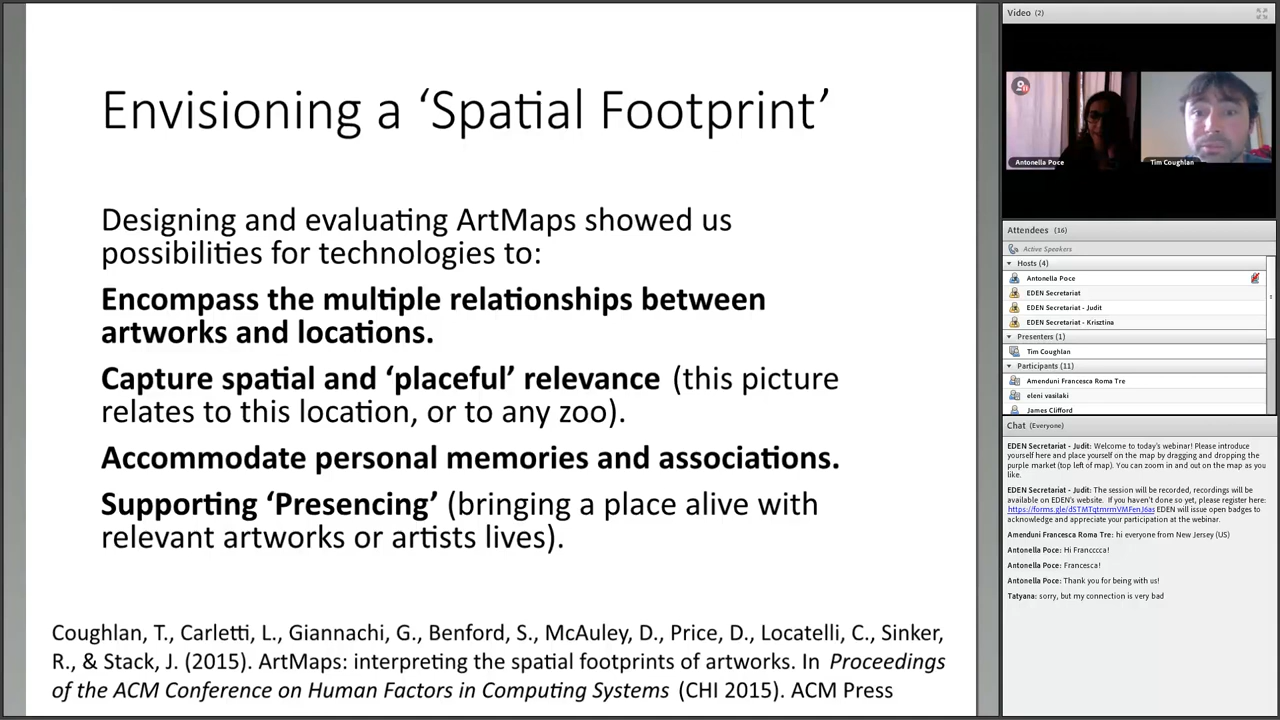 Envisioning a ‘Spatial Footprint’
Designing and evaluating ArtMaps showed us
possibilities for technologies to:
Encompass the multiple relationships between
artworks and locations.
Capture spatial and ‘placeful’ relevance (this picture
relates to this location, or to any zoo).
Accommodate personal memories and associations.
Supporting ‘Presencing’ (bringing a place alive with
relevant artworks or artists lives).
Coughlan, T., Carletti, L., Giannachi, G., Benford, S., McAuley, D., Price, D., Locatelli, C., Sinker,
R., & Stack, J. (2015). ArtMaps: interpreting the spatial footprints of artworks. In Proceedings
of the ACM Conference on Human Factors in Computing Systems (CHI 2015). ACM Press
Video (2)
Antonella Poce
Tim Coughlan
Attendees (16)
Active Speakers
Hosts (4)
Antonella Poce
EDEN Secretariat
EDEN Secretariat - Judit
EDEN Secretariat - Krisztina
Presenters (1)
Tim Coughlan
Participants (11)
Amenduni Francesca Roma Tre
eleni vasilaki
James Clifford
Chat (Everyone)
EDEN Secretariat - Judit: Welcome to today's webinar! Please introduce
yourself here and place yourself on the map by dragging and dropping the
purple market (top left of map). You can zoom in and out on the map as you
like.
EDEN Secretariat - Judit: The session will be recorded, recordings will be
available on EDEN's website. If you haven't done so yet, please register here:
https://forms.gle/dSTMTqtmrmVMFenJ6as EDEN will issue open badges to
acknowledge and appreciate your participation at the webinar.
Amenduni Francesca Roma Tre: hi everyone from New Jersey (US)
Antonella Poce: Hi Francccca!
Antonella Poce: Francesca!
Antonella Poce: Thank you for being with us!
Tatyana: sorry, but my connection is very bad